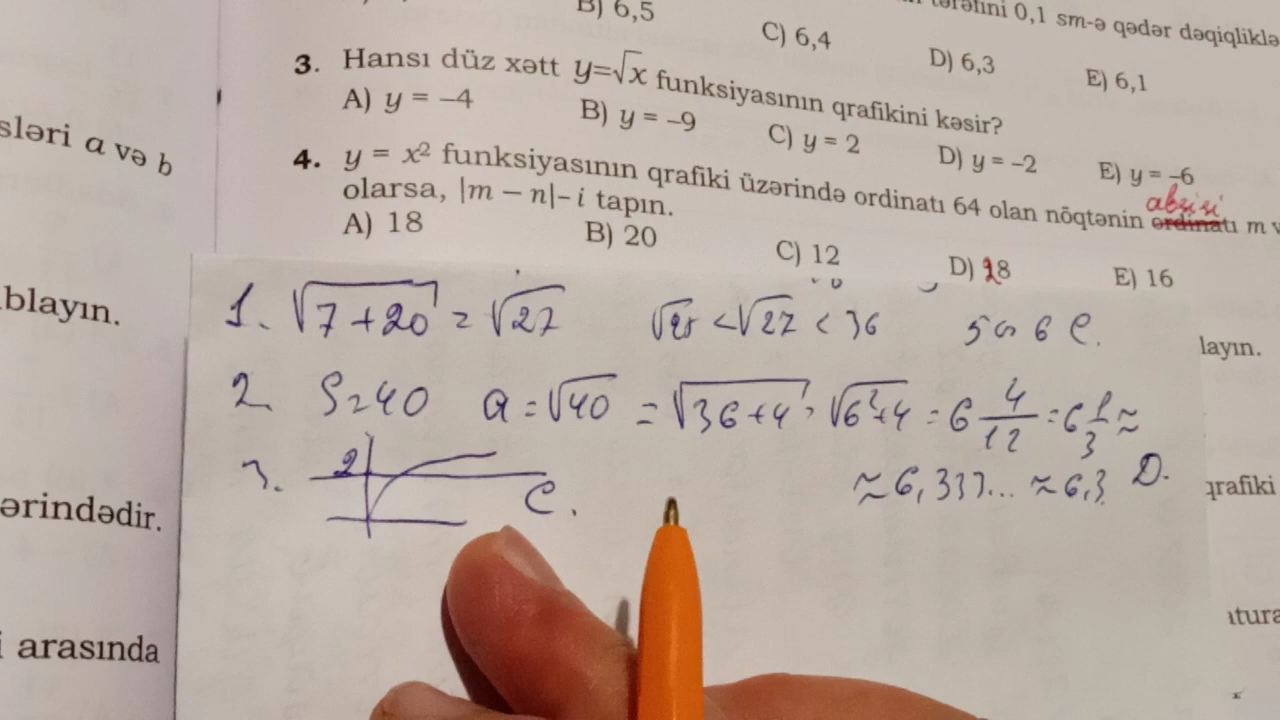 tərəfini 0,1 sm-ə qədər dəqiqliklə
B) 6,5 C) 6,4 D) 6,3 E) 6,1
3. Hansı düz xətt y=√x funksiyasının qrafikini kəsir?
A) y = –4 B) y = –9 C) y = 2 D) y = –2 E) y = –6
4. y = x² funksiyasının qrafiki üzərində ordinatı 64 olan nöqtənin ordinatı m
olarsa, |m – n|-i tapın.
A) 18 B) 20 C) 12 D) 28 E) 16
sləri a və b
blayın.
ərindədir.
i arasında
layın.
qrafiki
1. √7+20 = √27 √25 < √27 < 36 5 6 C.
2. S=40 a = √40 = √36+4 = √6²+4 = 6 4/12 = 6 1/3 ≈
≈ 6,333... ≈ 6,3 D.
3. 2 C.